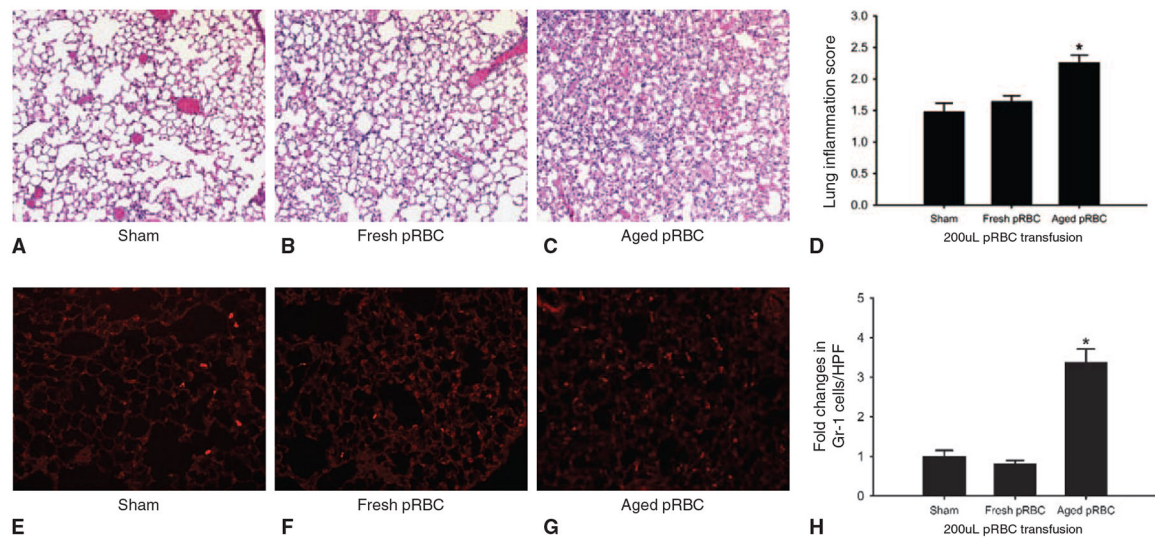 A
Sham
B
Fresh pRBC
C
Aged pRBC
D
Lung inflammation score
3.0
2.5
2.0
1.5
1.0
0.5
0.0
*
Sham
Fresh pRBC
Aged pRBC
200uL pRBC transfusion
E
Sham
F
Fresh pRBC
G
Aged pRBC
H
Fold changes in
Gr-1 cells/HPF
5
4
3
2
1
0
*
Sham
Fresh pRBC
Aged pRBC
200uL pRBC transfusion